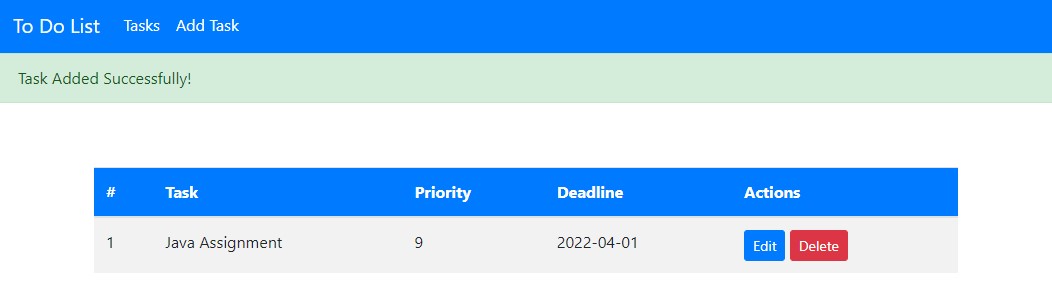 To Do List Tasks Add Task
Task Added Successfully!
# Task Priority Deadline Actions
1 Java Assignment 9 2022-04-01 Edit Delete